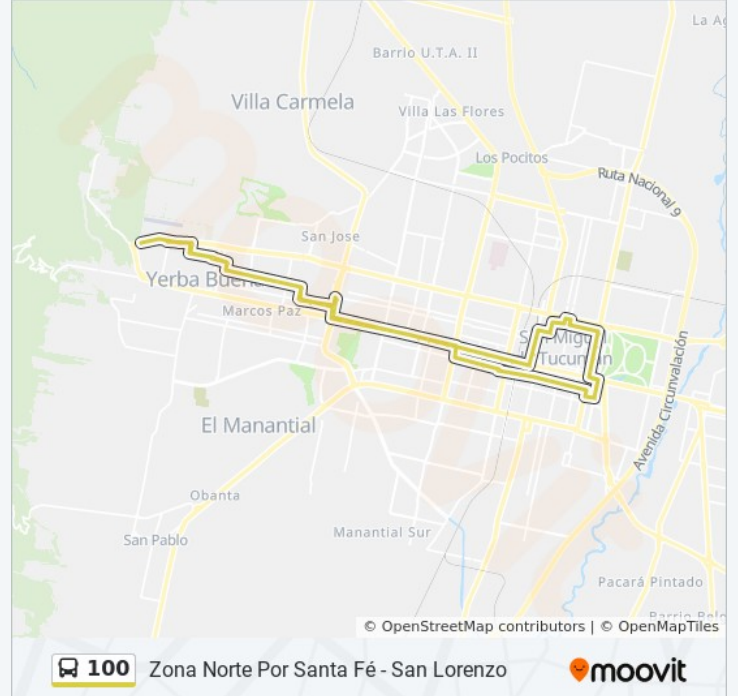 La Ag
Barrio U.T.A. II
Villa Carmela
Villa Las Flores
Los Pocitos
Ruta Nacional 9
San Jose
Yerba Buena
Marcos Paz
San Miguel
Tucumán
Avenida Circunvalación
El Manantial
Obanta
Manantial Sur
San Pablo
Pacará Pintado
© OpenStreetMap contributors | © OpenMapTiles
100 Zona Norte Por Santa Fé - San Lorenzo
moovit